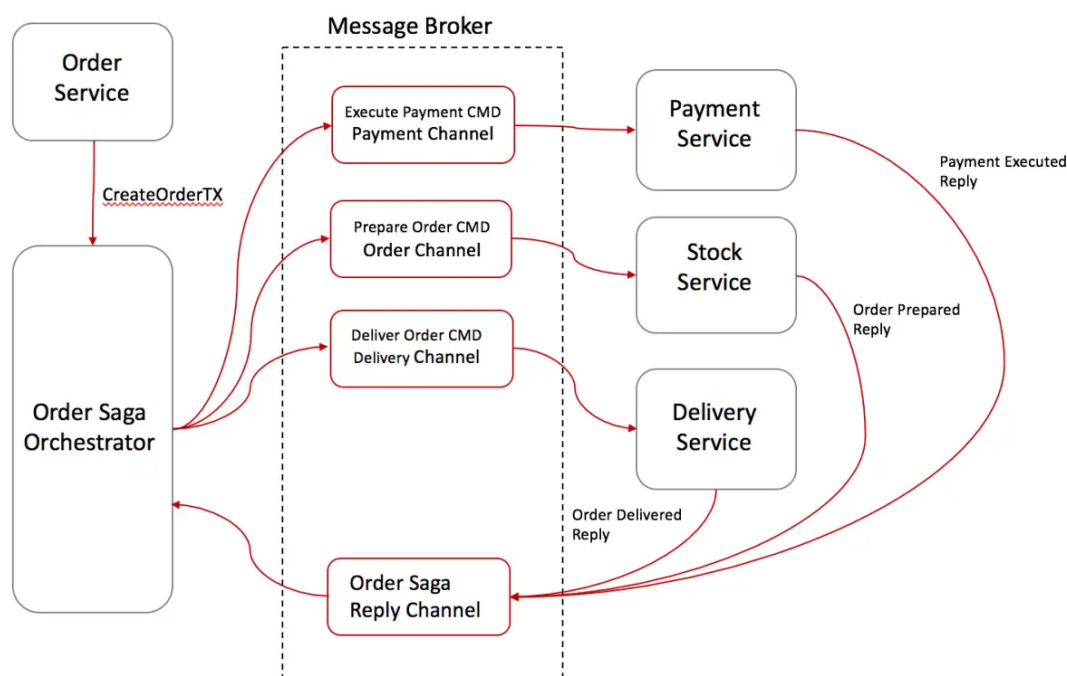 Message Broker
Order
Service
CreateOrderTX
Execute Payment CMD
Payment Channel
Payment
Service
Payment Executed
Reply
Prepare Order CMD
Order Channel
Stock
Service
Order Prepared
Reply
Deliver Order CMD
Delivery Channel
Order Saga
Orchestrator
Delivery
Service
Order Delivered
Reply
Order Saga
Reply Channel